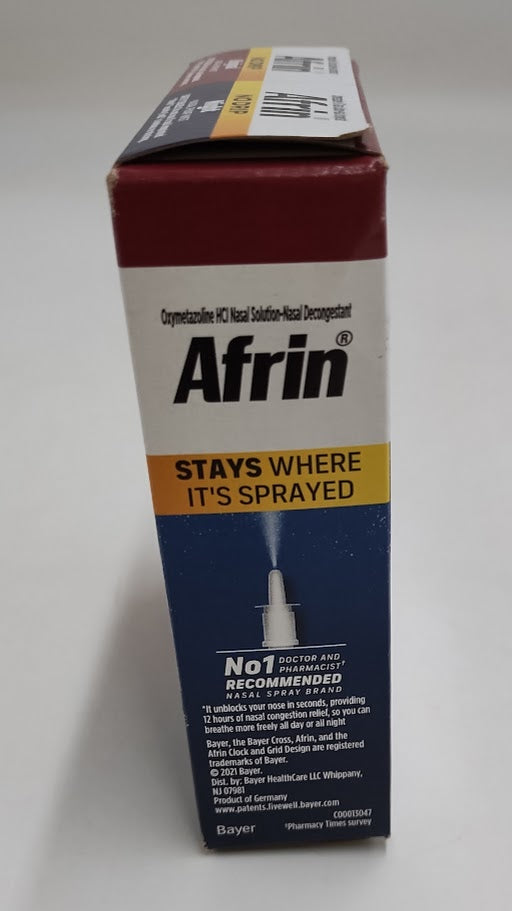 NO DRIP
Afrin
Oxymetazoline HCl Nasal Solution-Nasal Decongestant
Afrin®
STAYS WHERE
IT'S SPRAYED
No1 DOCTOR AND
PHARMACIST†
RECOMMENDED
NASAL SPRAY BRAND
*It unblocks your nose in seconds, providing
12 hours of nasal congestion relief, so you can
breathe more freely all day or all night
Bayer, the Bayer Cross, Afrin, and the
Afrin Clock and Grid Design are registered
trademarks of Bayer.
© 2021 Bayer.
Dist. by: Bayer HealthCare LLC Whippany,
NJ 07981
Product of Germany
www.patents.livewell.bayer.com
C00013047
Bayer
†Pharmacy Times survey